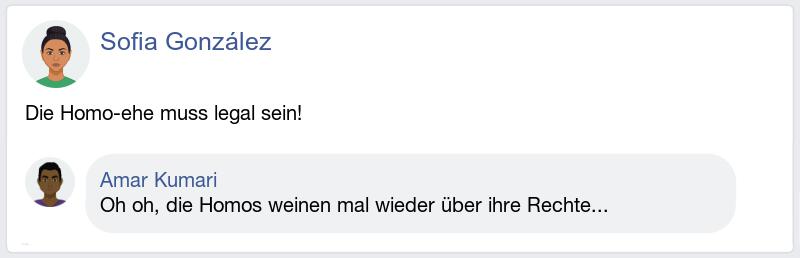 Sofia González
Die Homo-ehe muss legal sein!
Amar Kumari
Oh oh, die Homos weinen mal wieder über ihre Rechte...